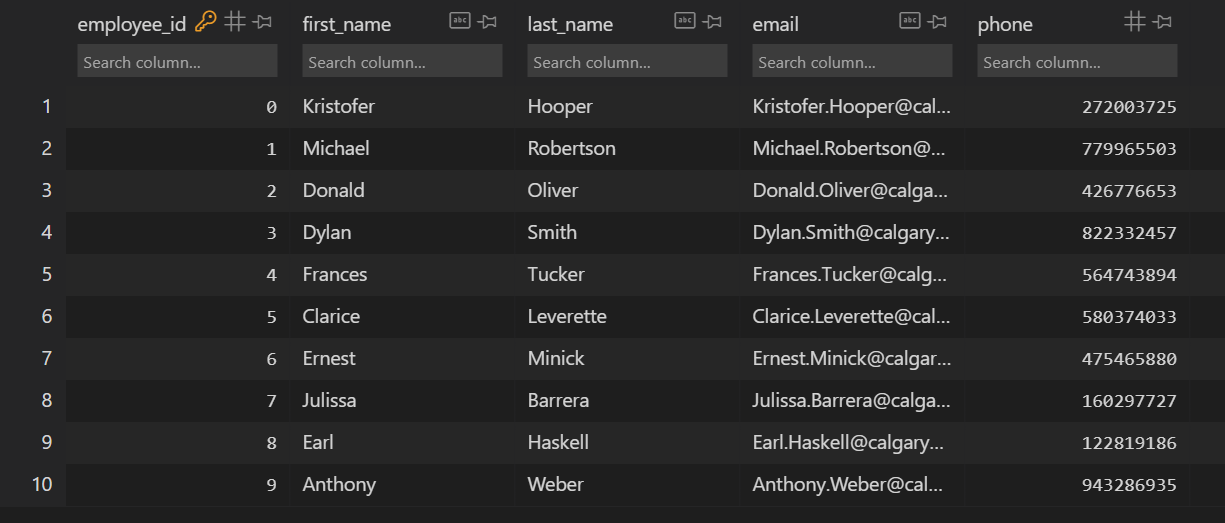 employee_id first_name abc last_name abc email abc phone
Search column... Search column... Search column... Search column... Search column...
1 0 Kristofer Hooper Kristofer.Hooper@cal... 272003725
2 1 Michael Robertson Michael.Robertson@... 779965503
3 2 Donald Oliver Donald.Oliver@calga... 426776653
4 3 Dylan Smith Dylan.Smith@calgary... 822332457
5 4 Frances Tucker Frances.Tucker@calg... 564743894
6 5 Clarice Leverette Clarice.Leverette@cal... 580374033
7 6 Ernest Minick Ernest.Minick@calgar... 475465880
8 7 Julissa Barrera Julissa.Barrera@calga... 160297727
9 8 Earl Haskell Earl.Haskell@calgary... 122819186
10 9 Anthony Weber Anthony.Weber@cal... 943286935